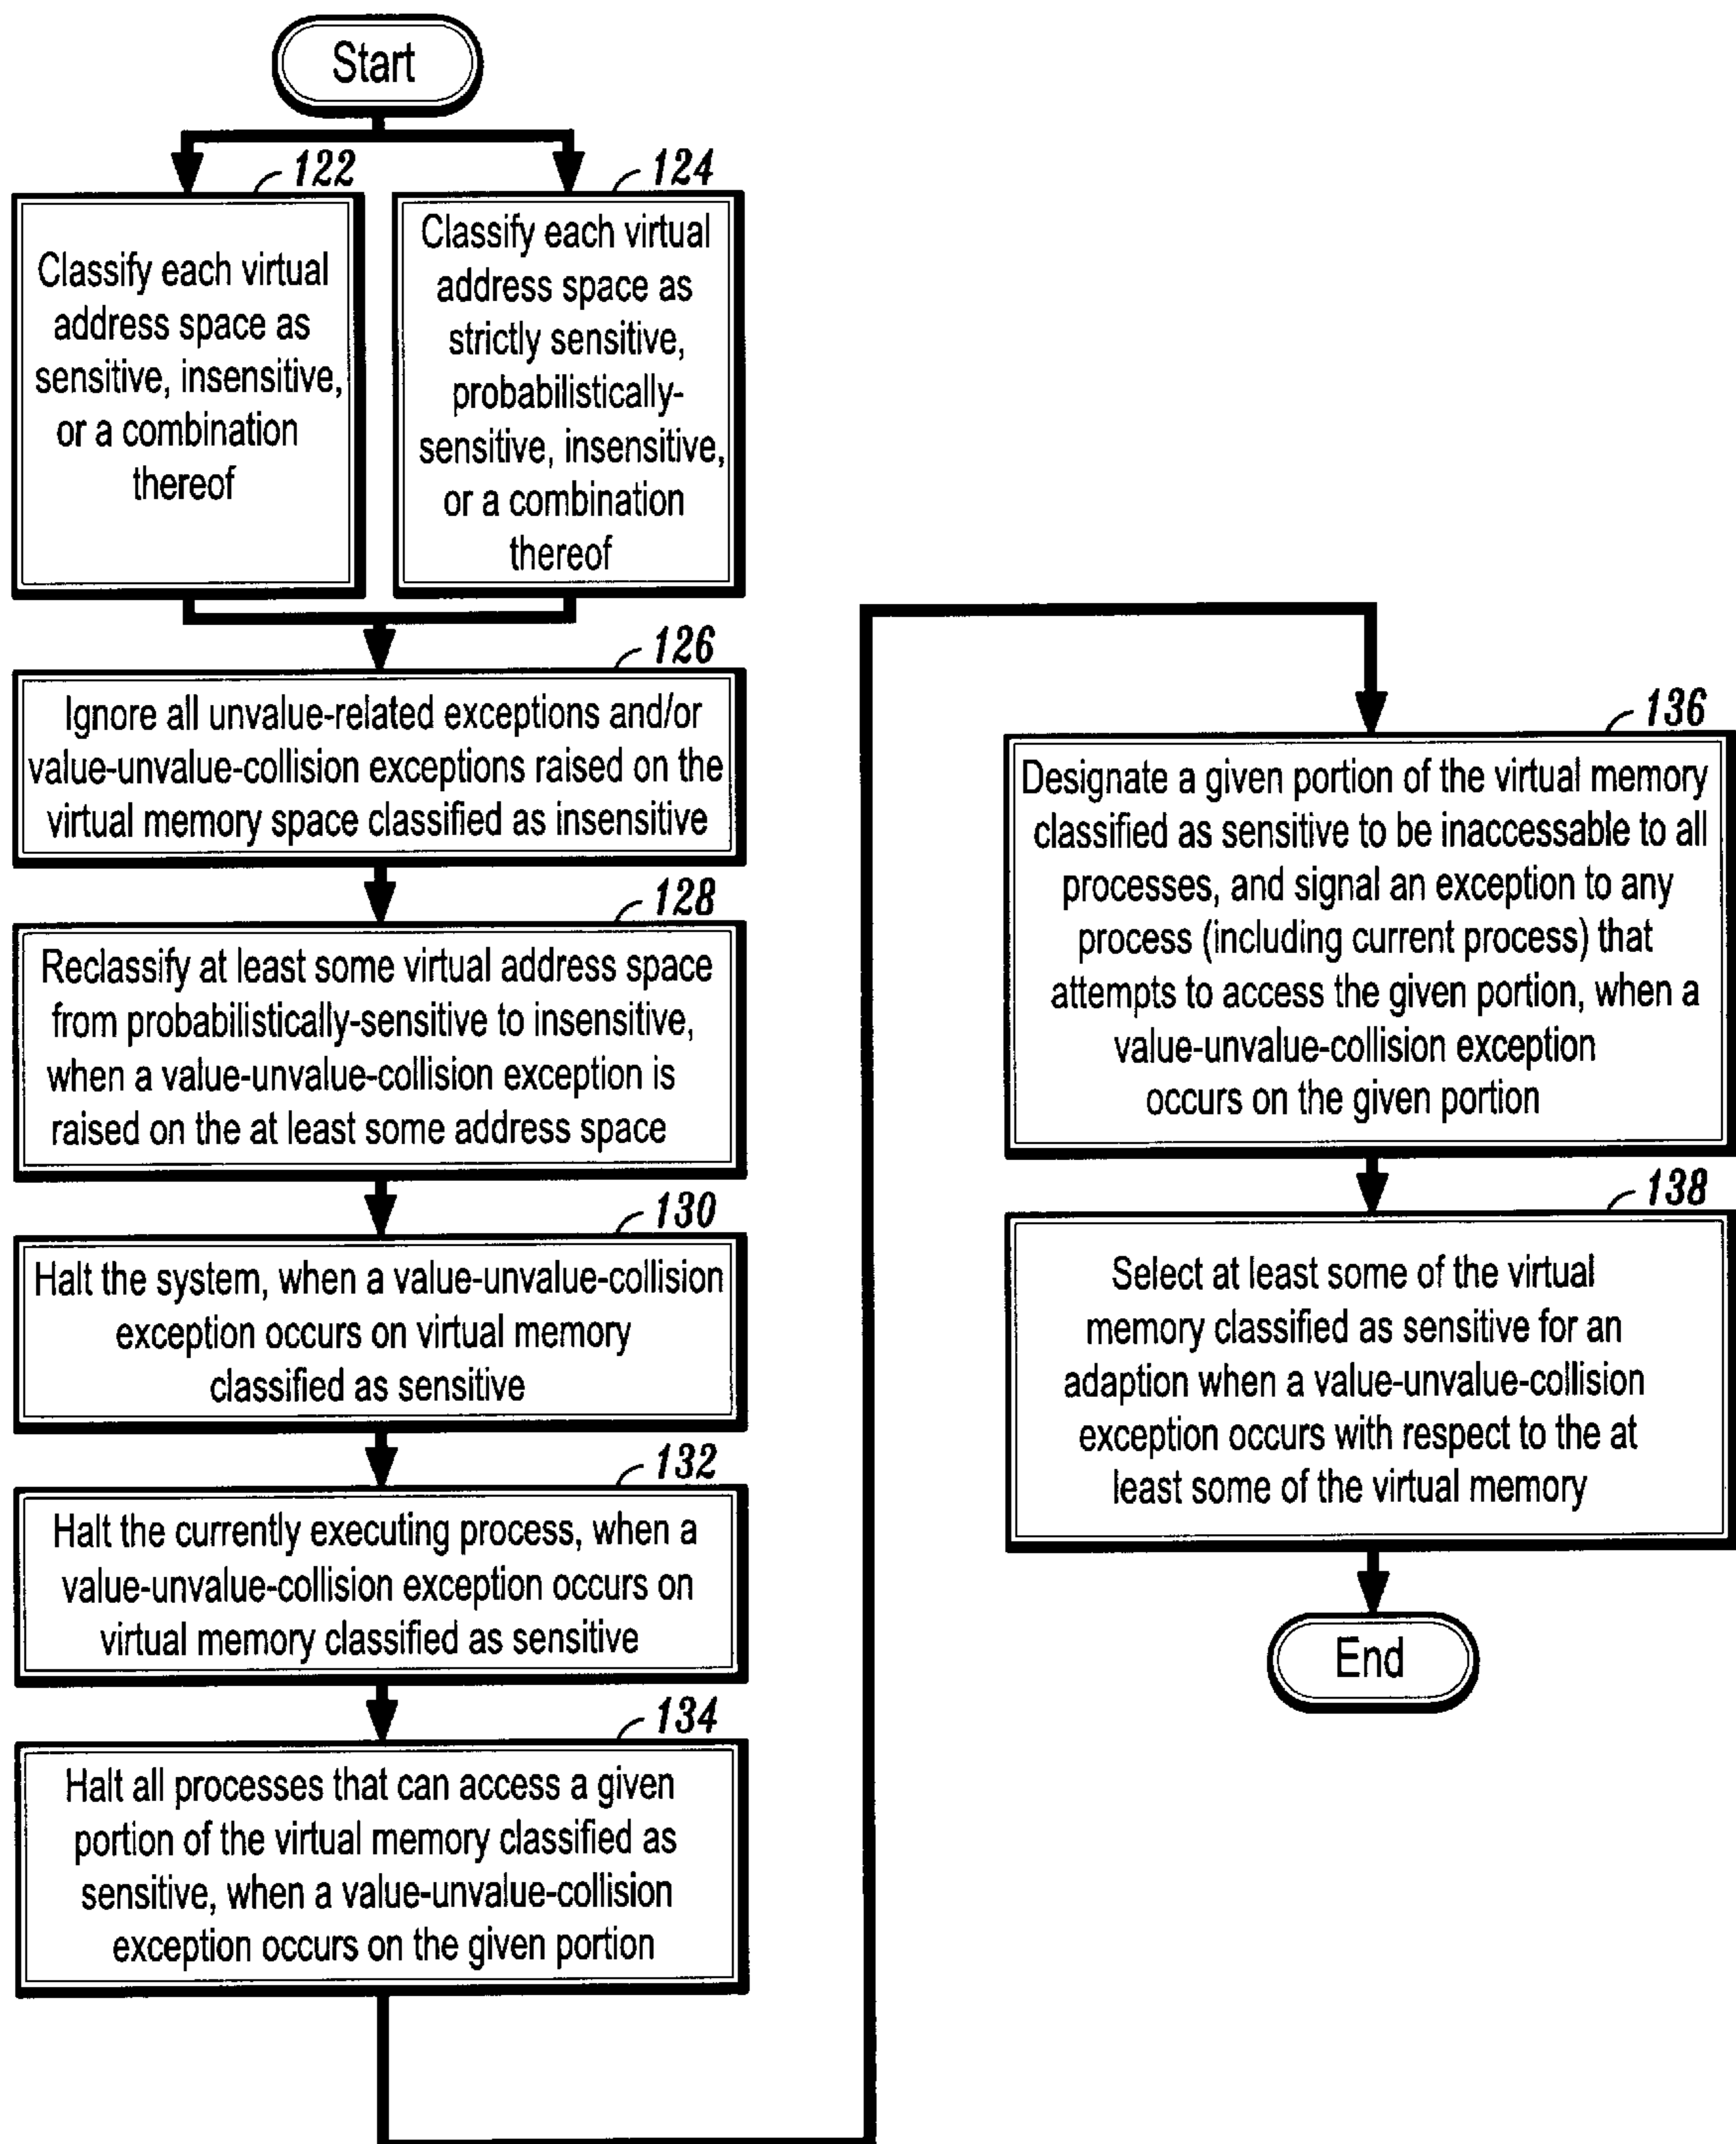 Start
122
Classify each virtual
address space as
sensitive, insensitive,
or a combination
thereof
124
Classify each virtual
address space as
strictly sensitive,
probabilistically-
sensitive, insensitive,
or a combination
thereof
126
Ignore all unvalue-related exceptions and/or
value-unvalue-collision exceptions raised on the
virtual memory space classified as insensitive
128
Reclassify at least some virtual address space
from probabilistically-sensitive to insensitive,
when a value-unvalue-collision exception is
raised on the at least some address space
130
Halt the system, when a value-unvalue-collision
exception occurs on virtual memory
classified as sensitive
132
Halt the currently executing process, when a
value-unvalue-collision exception occurs on
virtual memory classified as sensitive
134
Halt all processes that can access a given
portion of the virtual memory classified as
sensitive, when a value-unvalue-collision
exception occurs on the given portion
136
Designate a given portion of the virtual memory
classified as sensitive to be inaccessable to all
processes, and signal an exception to any
process (including current process) that
attempts to access the given portion, when a
value-unvalue-collision exception
occurs on the given portion
138
Select at least some of the virtual
memory classified as sensitive for an
adaption when a value-unvalue-collision
exception occurs with respect to the at
least some of the virtual memory
End